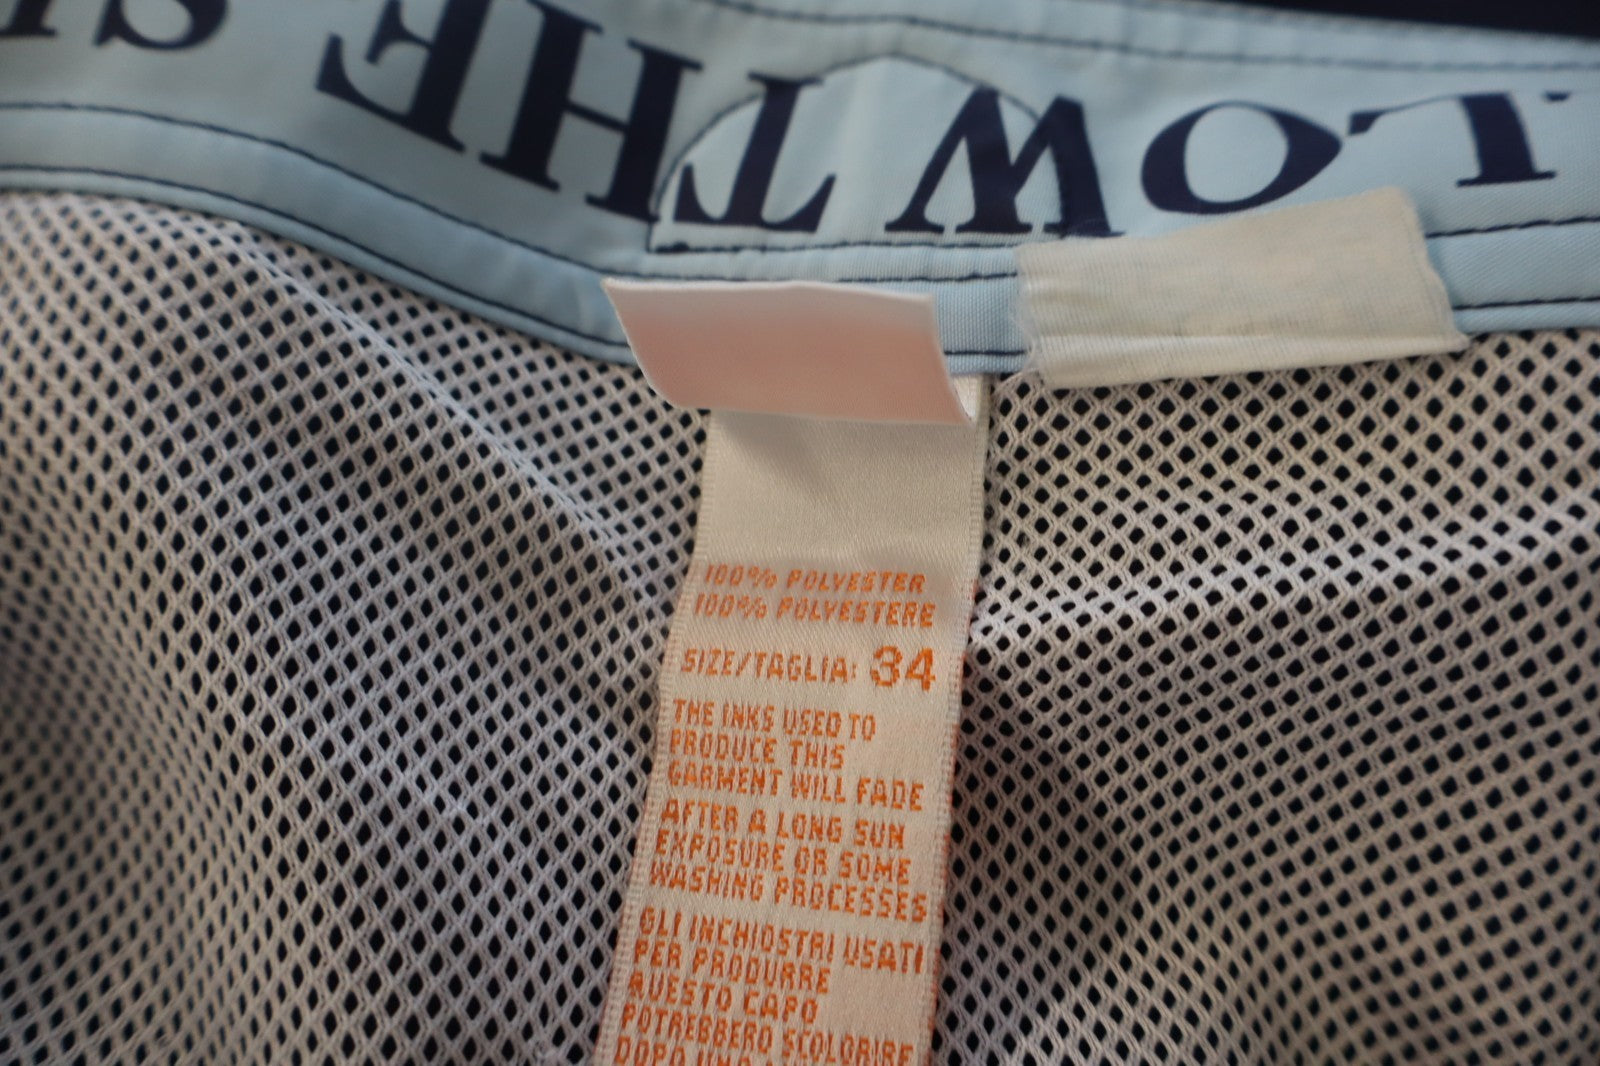 LOW THE S
100% POLYESTER
100% POLYESTERE
SIZE/TAGLIA: 34
THE INKS USED TO
PRODUCE THIS
GARMENT WILL FADE
AFTER A LONG SUN
EXPOSURE OR SOME
WASHING PROCESSES
GLI INCHIOSTRI USATI
PER PRODURRE
QUESTO CAPO
POTREBBERO SCOLORIRE
DOPO